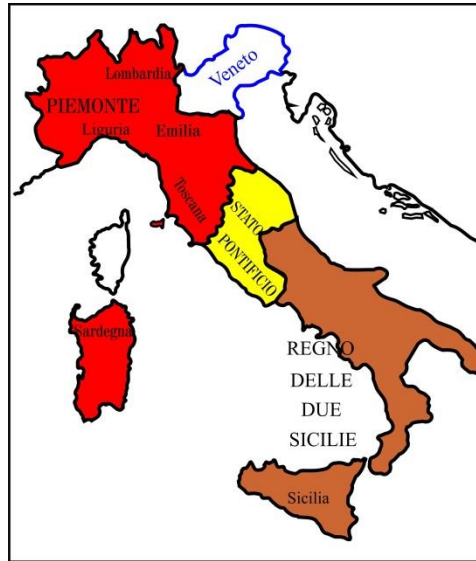 Lombardia
Veneto
PIEMONTE
Liguria
Emilia
Toscana
STATO
PONTIFICIO
Sardegna
REGNO
DELLE
DUE
SICILIE
Sicilia